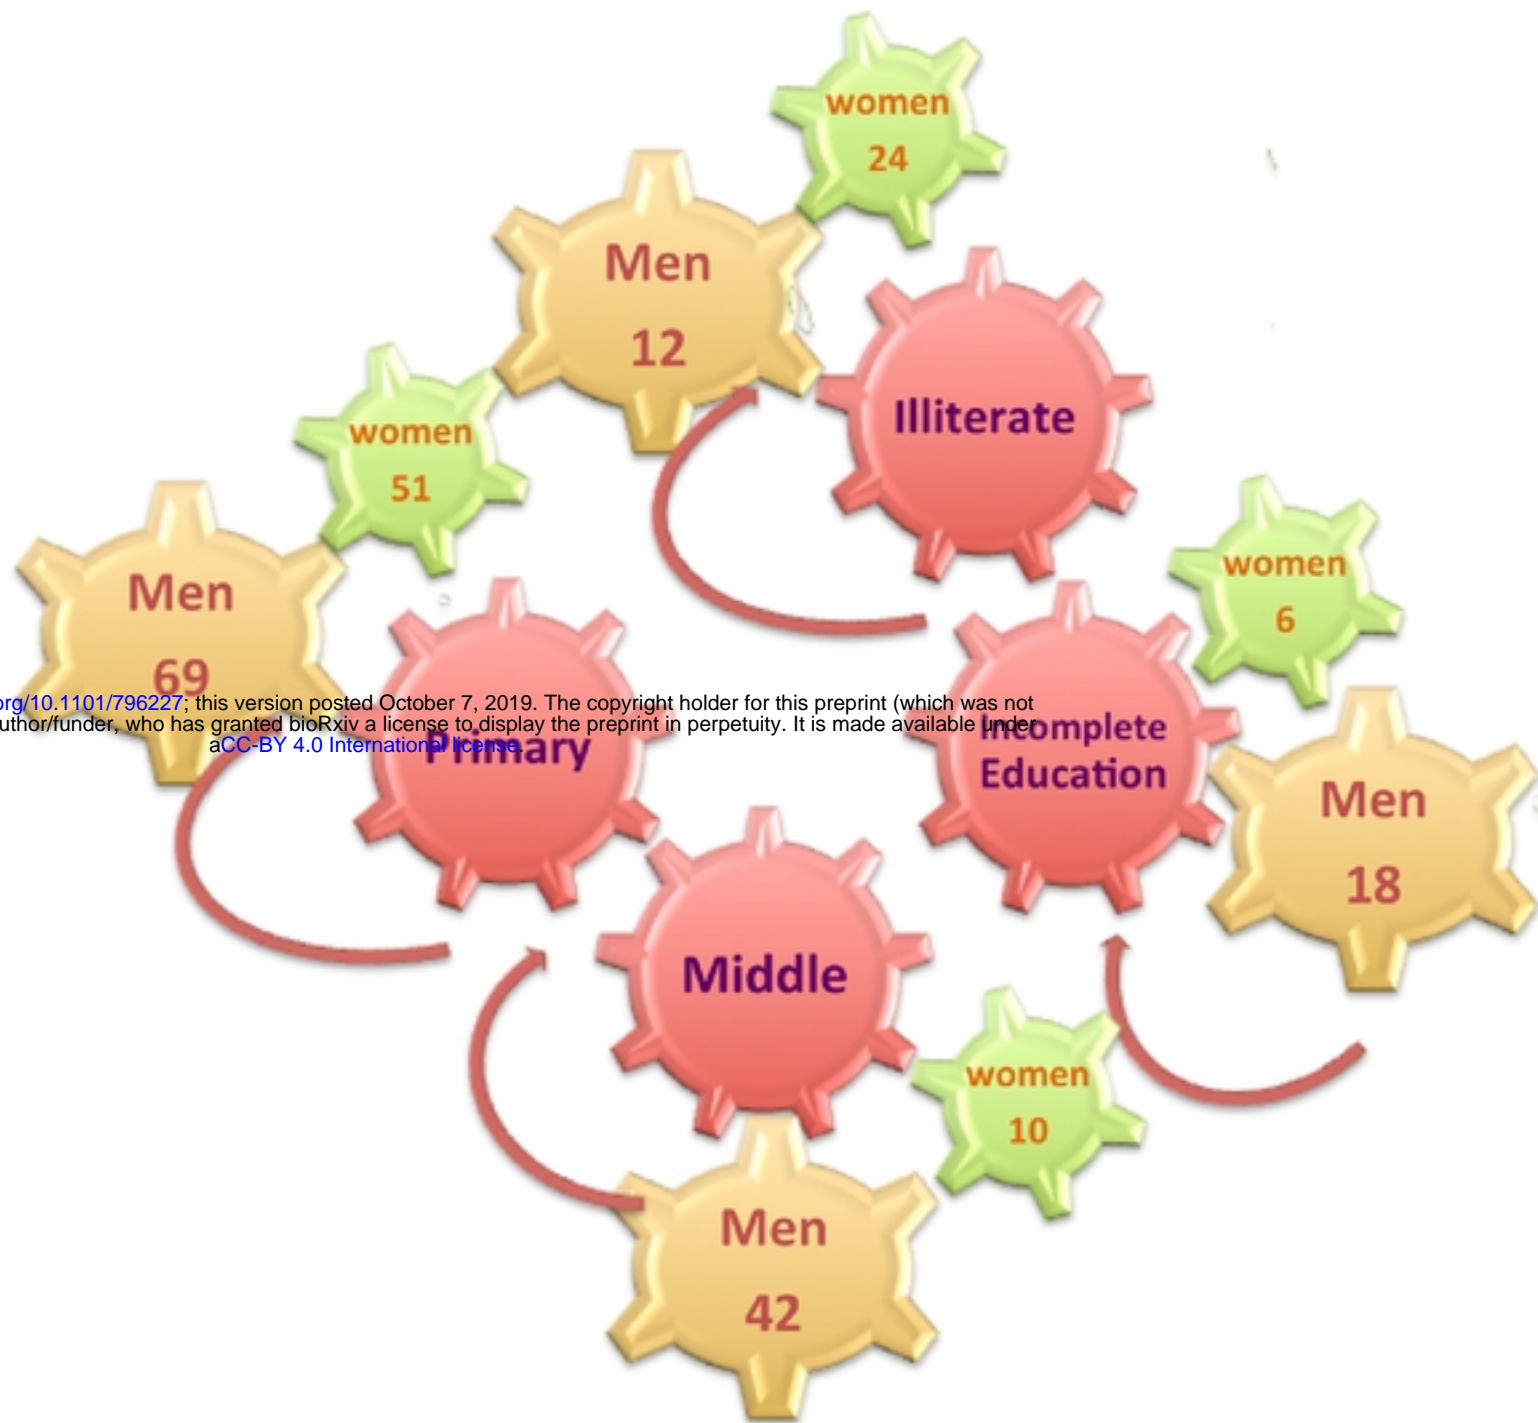 women
24
Men
12
Illiterate
women
51
women
6
Men
69
org/10.1101/796227; this version posted October 7, 2019. The copyright holder for this preprint (which was not
uthor/funder, who has granted bioRxiv a license to display the preprint in perpetuity. It is made available under
aCC-BY 4.0 International license.
Primary
Incomplete
Education
Men
18
Middle
women
10
Men
42